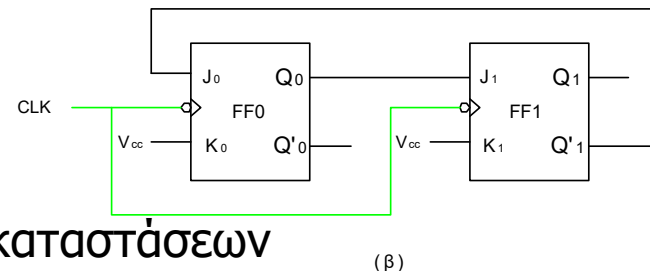 J₀ Q₀ J₁ Q₁
CLK FF0 FF1
Vcc K₀ Q'₀ Vcc K₁ Q'₁
καταστάσεων
(β)